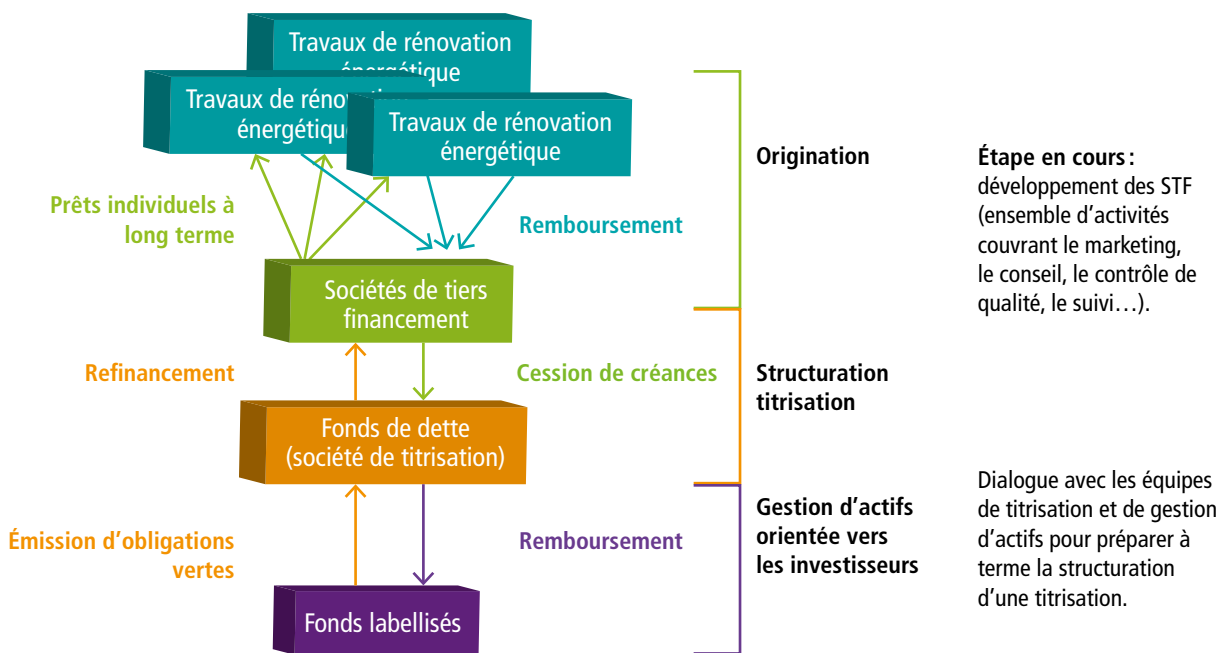 Travaux de rénovation
énergétique
Travaux de rénovation
énergétique
Travaux de rénovation
énergétique
Prêts individuels à
long terme
Remboursement
Sociétés de tiers
financement
Refinancement
Cession de créances
Fonds de dette
(société de titrisation)
Émission d'obligations
vertes
Remboursement
Fonds labellisés
Origination
Structuration
titrisation
Gestion d'actifs
orientée vers
les investisseurs
Étape en cours :
développement des STF
(ensemble d'activités
couvrant le marketing,
le conseil, le contrôle de
qualité, le suivi…).
Dialogue avec les équipes
de titrisation et de gestion
d'actifs pour préparer à
terme la structuration
d'une titrisation.